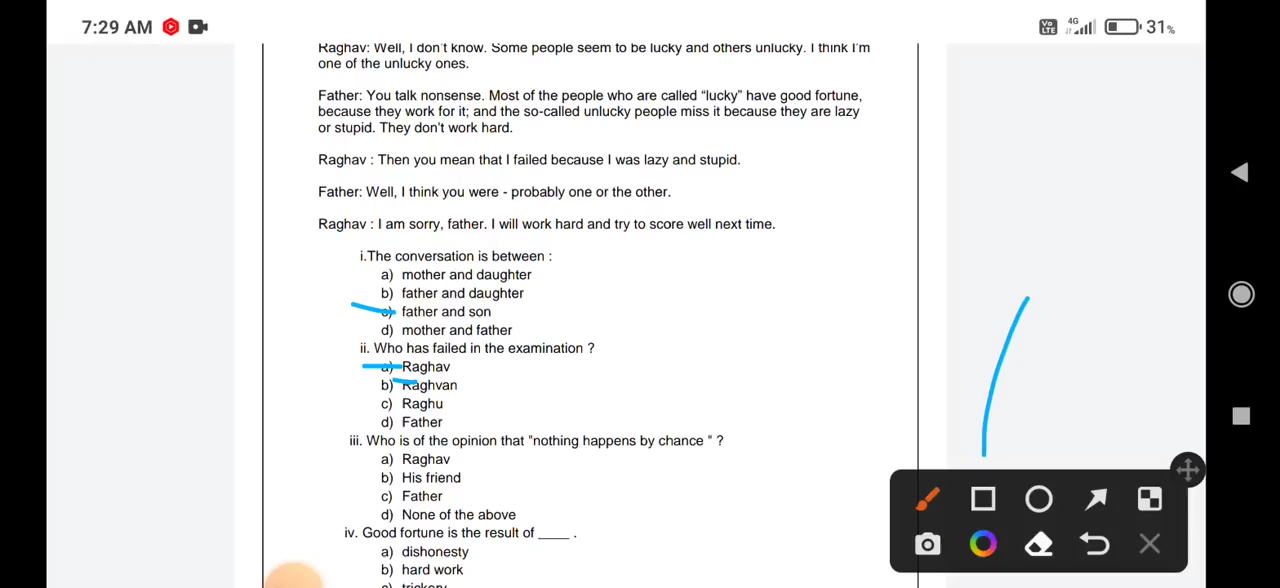 7:29 AM
Vo LTE 4G 31%
Raghav: Well, I don't know. Some people seem to be lucky and others unlucky. I think I'm
one of the unlucky ones.
Father: You talk nonsense. Most of the people who are called “lucky” have good fortune,
because they work for it; and the so-called unlucky people miss it because they are lazy
or stupid. They don't work hard.
Raghav : Then you mean that I failed because I was lazy and stupid.
Father: Well, I think you were - probably one or the other.
Raghav : I am sorry, father. I will work hard and try to score well next time.
i.The conversation is between :
a) mother and daughter
b) father and daughter
c) father and son
d) mother and father
ii. Who has failed in the examination ?
a) Raghav
b) Raghvan
c) Raghu
d) Father
iii. Who is of the opinion that "nothing happens by chance " ?
a) Raghav
b) His friend
c) Father
d) None of the above
iv. Good fortune is the result of ____ .
a) dishonesty
b) hard work
c) trickery